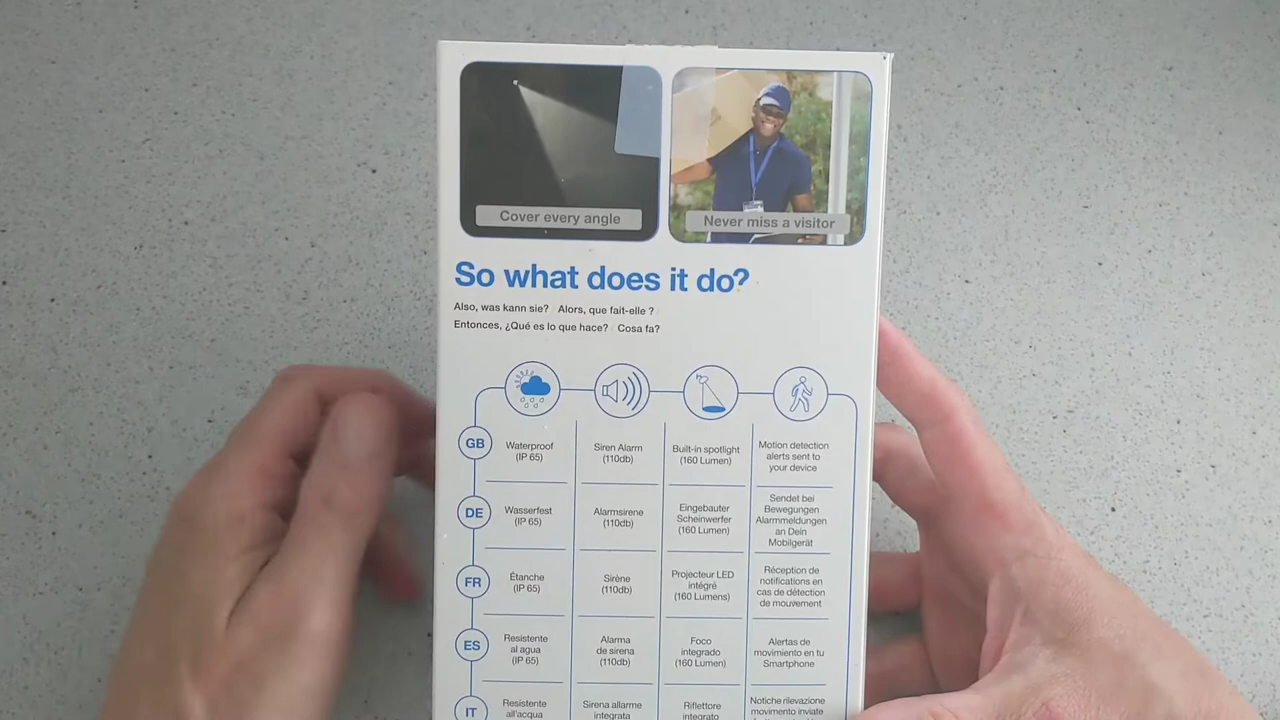 Cover every angle
Never miss a visitor
So what does it do?
Also, was kann sie? Alors, que fait-elle ?
Entonces, ¿Qué es lo que hace? Cosa fa?
GB
Waterproof
(IP 65)
Siren Alarm
(110db)
Built-in spotlight
(160 Lumen)
Motion detection
alerts sent to
your device
DE
Wasserfest
(IP 65)
Alarmsirene
(110db)
Eingebauter
Scheinwerfer
(160 Lumen)
Sendet bei
Bewegungen
Alarmmeldungen
an Dein
Mobilgerät
FR
Étanche
(IP 65)
Sirène
(110db)
Projecteur LED
intégré
(160 Lumens)
Réception de
notifications en
cas de détection
de mouvement
ES
Resistente
al agua
(IP 65)
Alarma
de sirena
(110db)
Foco
integrado
(160 Lumen)
Alertas de
movimiento en tu
Smartphone
IT
Resistente
all'acqua
Sirena allarme
integrata
Riflettore
integrato
Notiche rilevazione
movimento inviate